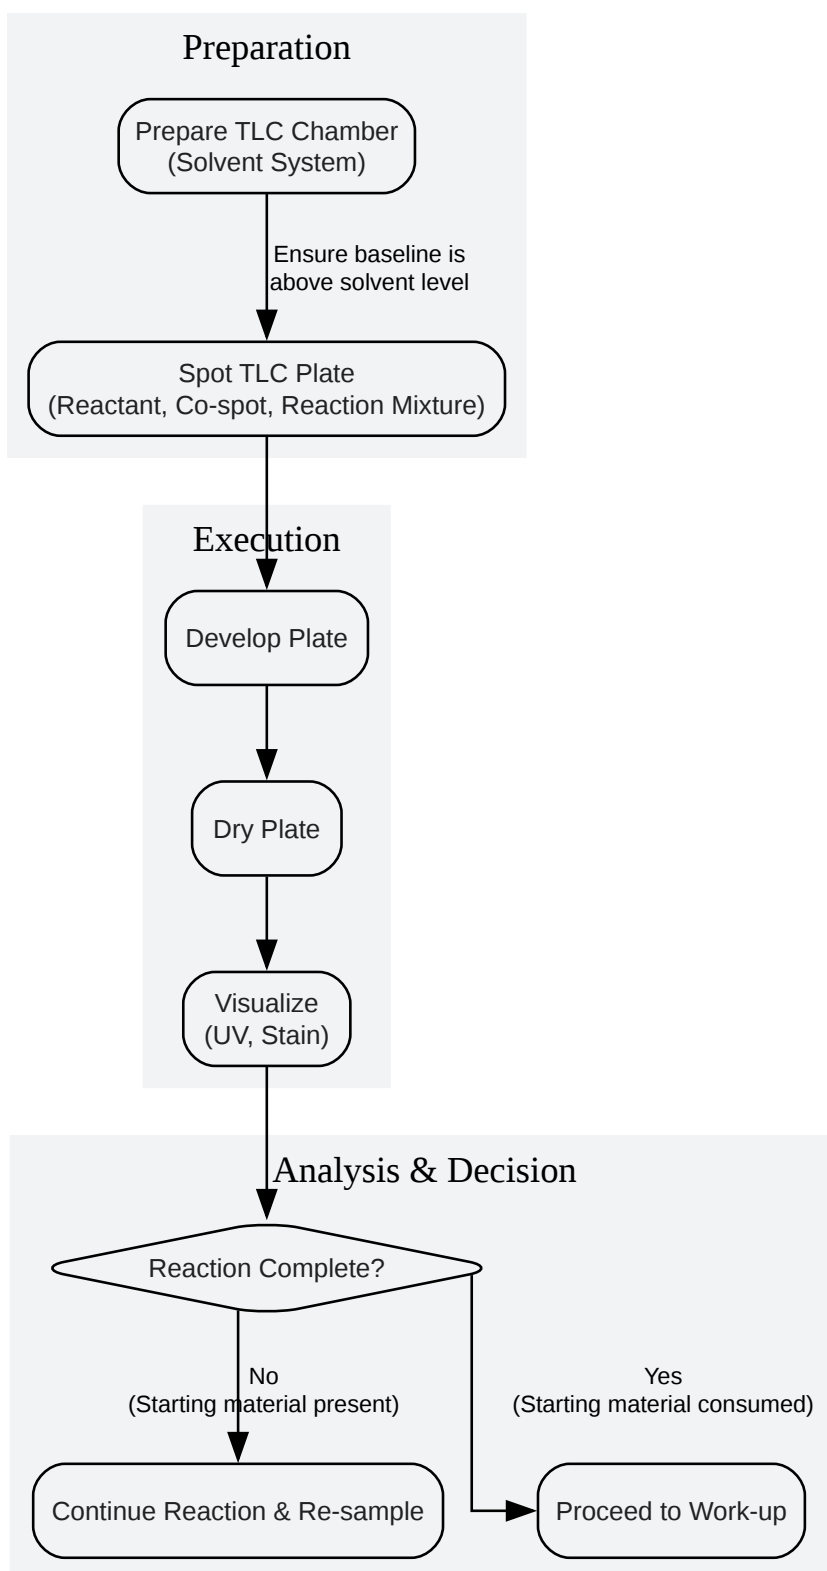 Preparation
Prepare TLC Chamber
(Solvent System)
Ensure baseline is
above solvent level
Spot TLC Plate
(Reactant, Co-spot, Reaction Mixture)
Execution
Develop Plate
Dry Plate
Visualize
(UV, Stain)
Analysis & Decision
Reaction Complete?
No
(Starting material present)
Yes
(Starting material consumed)
Continue Reaction & Re-sample
Proceed to Work-up